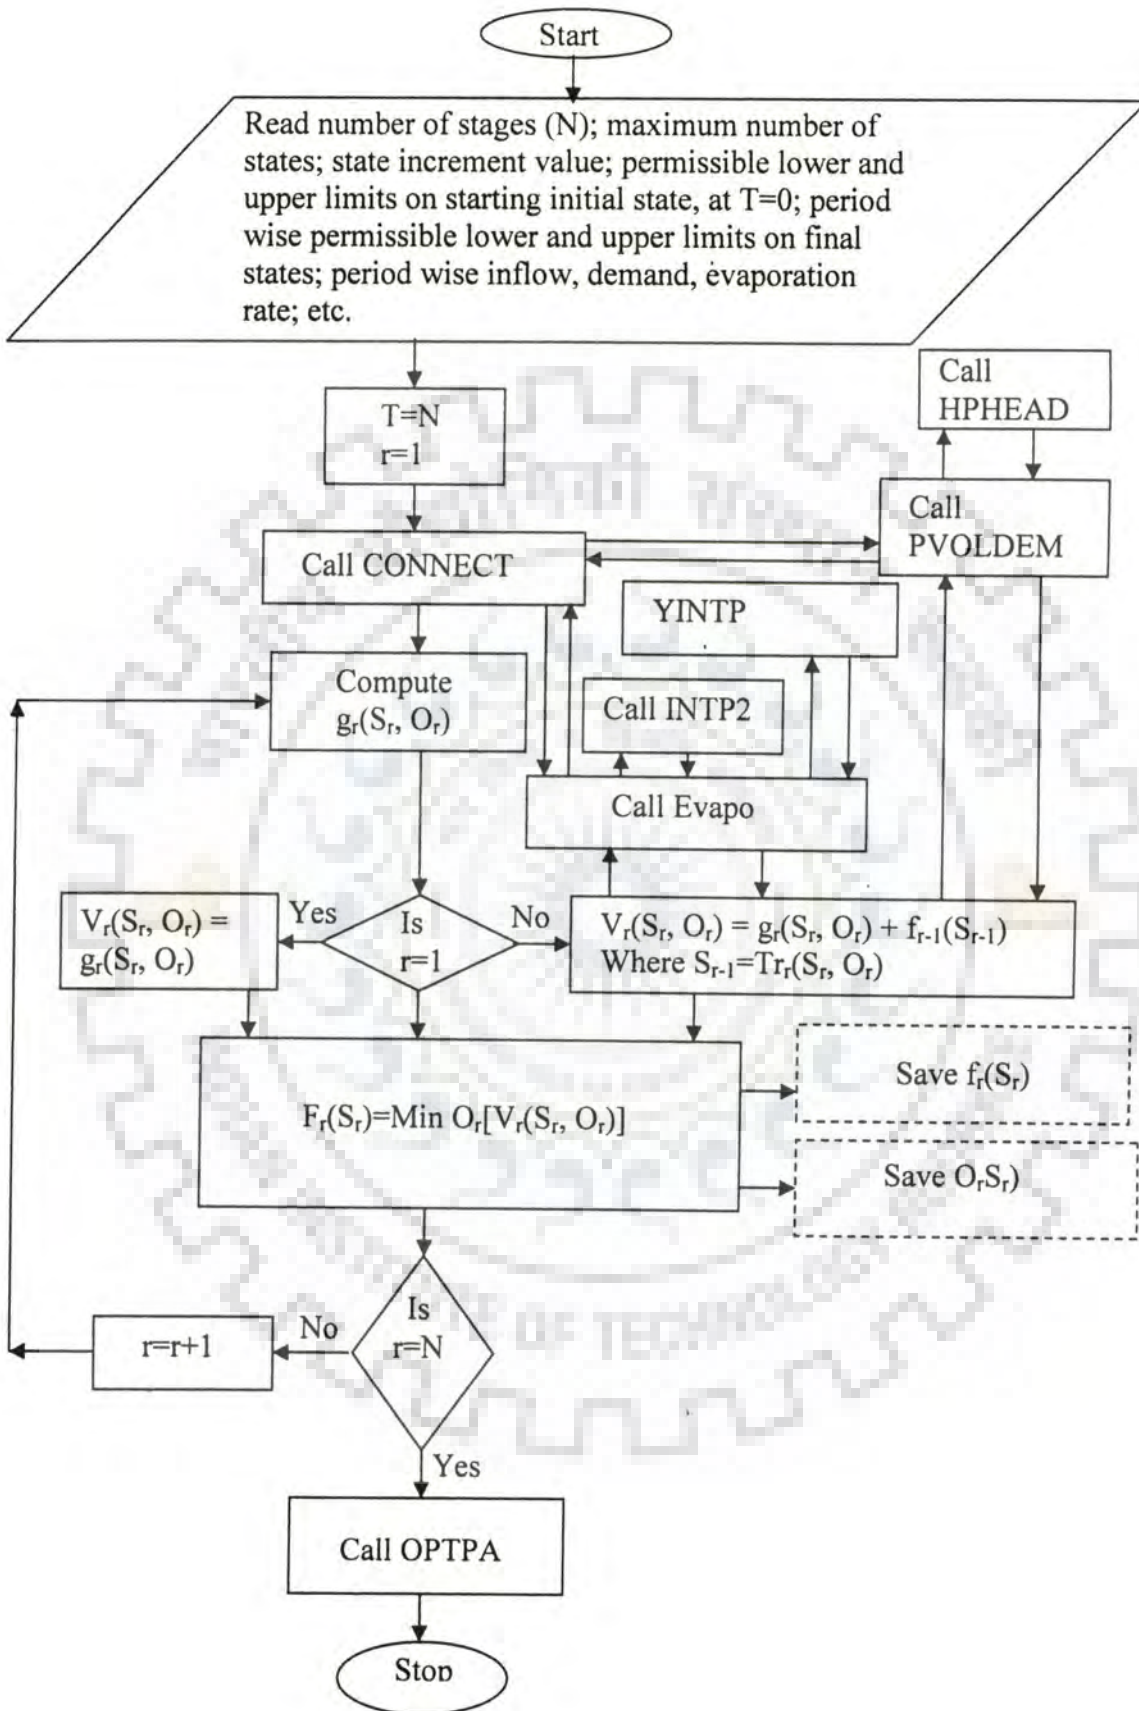 Start
Read number of stages (N); maximum number of
states; state increment value; permissible lower and
upper limits on starting initial state, at T=0; period
wise permissible lower and upper limits on final
states; period wise inflow, demand, evaporation
rate; etc.
Call
HPHEAD
T=N
r=1
Call
PVOLDEM
Call CONNECT
YINTP
Compute
gᵣ(Sᵣ, Oᵣ)
Call INTP2
Call Evapo
Vᵣ(Sᵣ, Oᵣ) =
gᵣ(Sᵣ, Oᵣ)
Yes
Is
r=1
No
Vᵣ(Sᵣ, Oᵣ) = gᵣ(Sᵣ, Oᵣ) + fᵣ₋₁(Sᵣ₋₁)
Where Sᵣ₋₁=Trᵣ(Sᵣ, Oᵣ)
Save fᵣ(Sᵣ)
Fᵣ(Sᵣ)=Min Oᵣ[Vᵣ(Sᵣ, Oᵣ)]
Save OᵣSᵣ)
Is
r=N
No
r=r+1
Yes
OF TECHNOLOGY
Call OPTPA
Stop